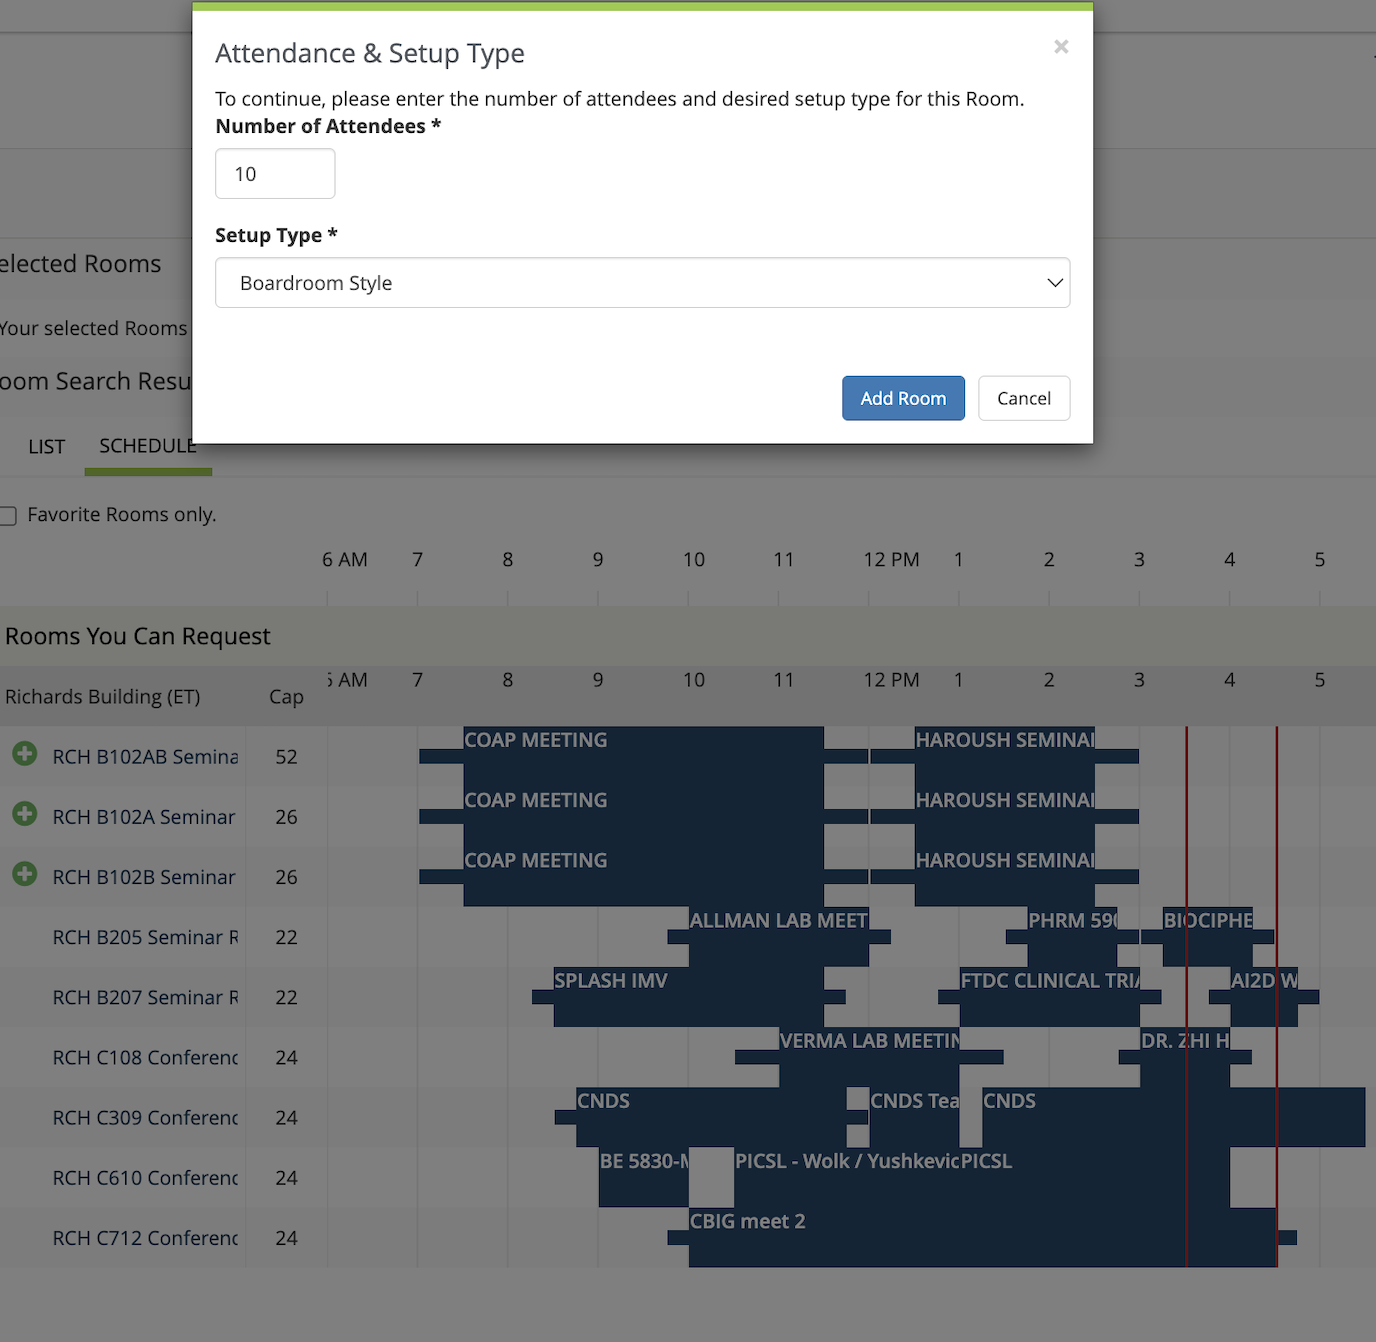 Attendance & Setup Type
×
To continue, please enter the number of attendees and desired setup type for this Room.
Number of Attendees *
10
Setup Type *
Boardroom Style
Add Room
Cancel
elected Rooms
Your selected Rooms
oom Search Resu
LIST
SCHEDULE
Favorite Rooms only.
6 AM 7 8 9 10 11 12 PM 1 2 3 4 5
Rooms You Can Request
Richards Building (ET) Cap AM 7 8 9 10 11 12 PM 1 2 3 4 5
RCH B102AB Semina 52 COAP MEETING HAROUSH SEMINA
RCH B102A Seminar 26 COAP MEETING HAROUSH SEMINA
RCH B102B Seminar 26 COAP MEETING HAROUSH SEMINA
RCH B205 Seminar R 22 ALLMAN LAB MEET PHRM 590 BIOCIPHE
RCH B207 Seminar R 22 SPLASH IMV FTDC CLINICAL TRIA AI2D W
RCH C108 Conferenc 24 VERMA LAB MEETIN DR. ZHI H
RCH C309 Conferenc 24 CNDS CNDS Tea CNDS
RCH C610 Conferenc 24 BE 5830-M PICSL - Wolk / Yushkevic PICSL
RCH C712 Conferenc 24 CBIG meet 2